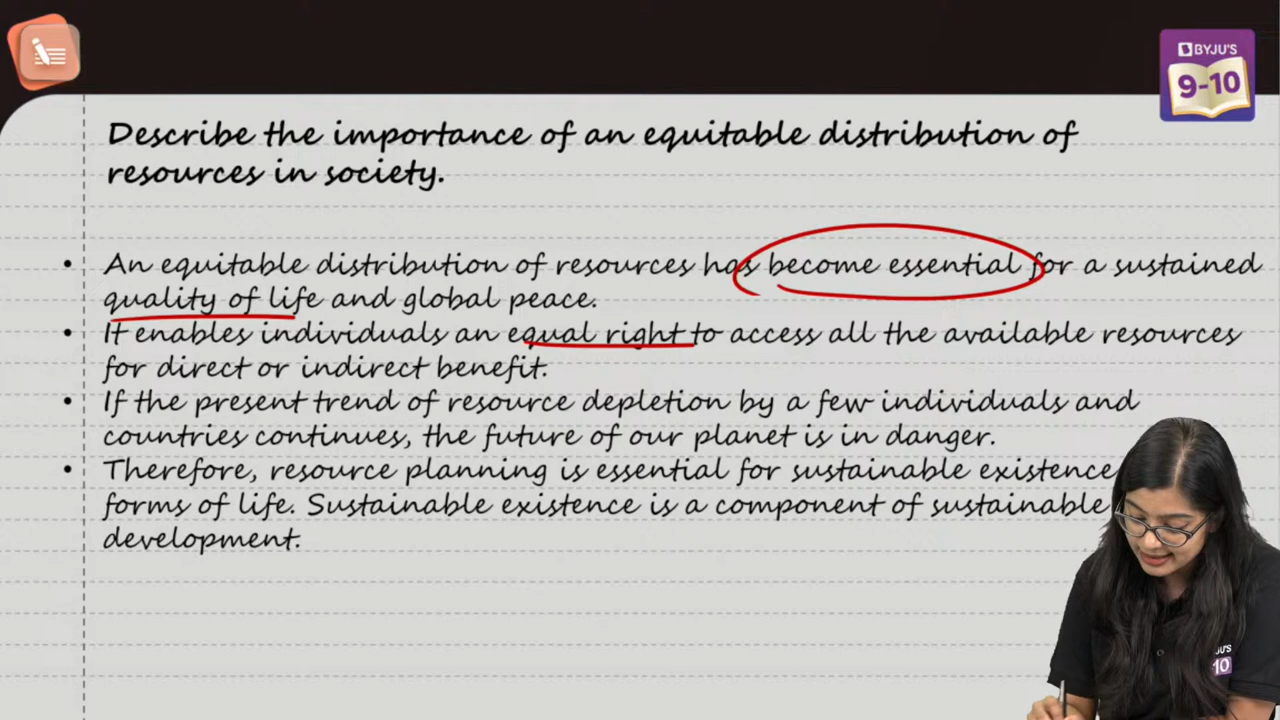 BYJU'S
9-10
Describe the importance of an equitable distribution of
resources in society.
• An equitable distribution of resources has become essential for a sustained
quality of life and global peace.
• It enables individuals an equal right to access all the available resources
for direct or indirect benefit.
• If the present trend of resource depletion by a few individuals and
countries continues, the future of our planet is in danger.
• Therefore, resource planning is essential for sustainable existence
forms of life. Sustainable existence is a component of sustainable
development.
JU'S
10